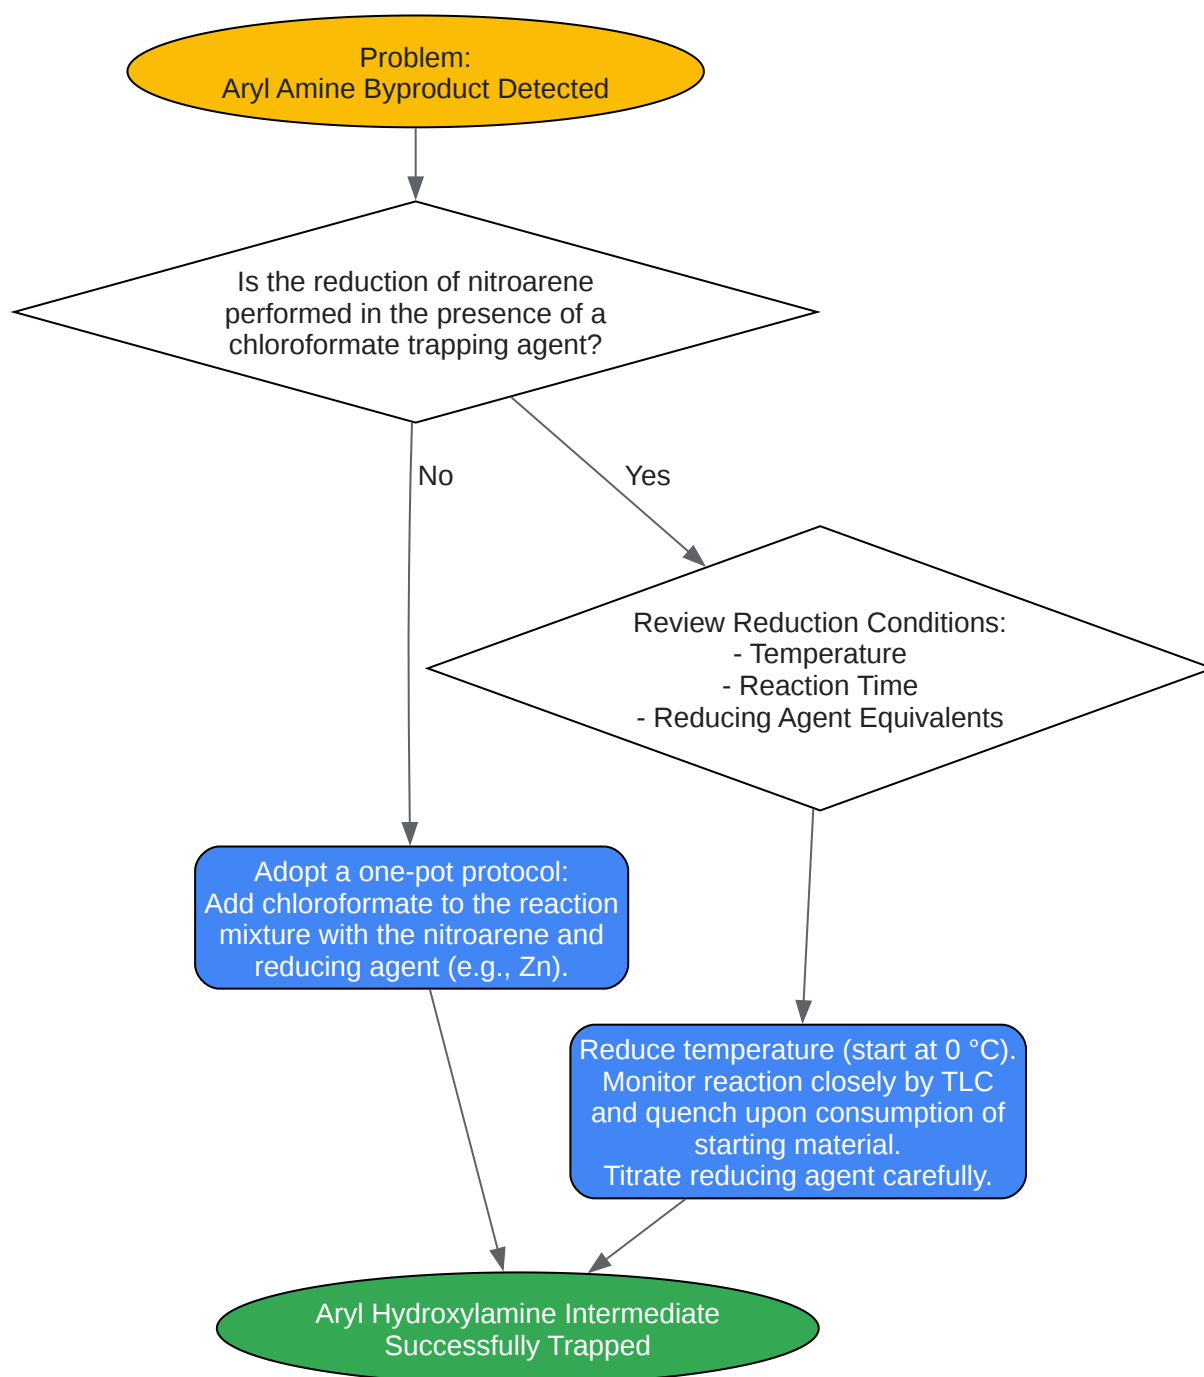 Problem:
Aryl Amine Byproduct Detected
Is the reduction of nitroarene
performed in the presence of a
chloroformate trapping agent?
No
Yes
Review Reduction Conditions:
- Temperature
- Reaction Time
- Reducing Agent Equivalents
Adopt a one-pot protocol:
Add chloroformate to the reaction
mixture with the nitroarene and
reducing agent (e.g., Zn).
Reduce temperature (start at 0 °C).
Monitor reaction closely by TLC
and quench upon consumption of
starting material.
Titrate reducing agent carefully.
Aryl Hydroxylamine Intermediate
Successfully Trapped